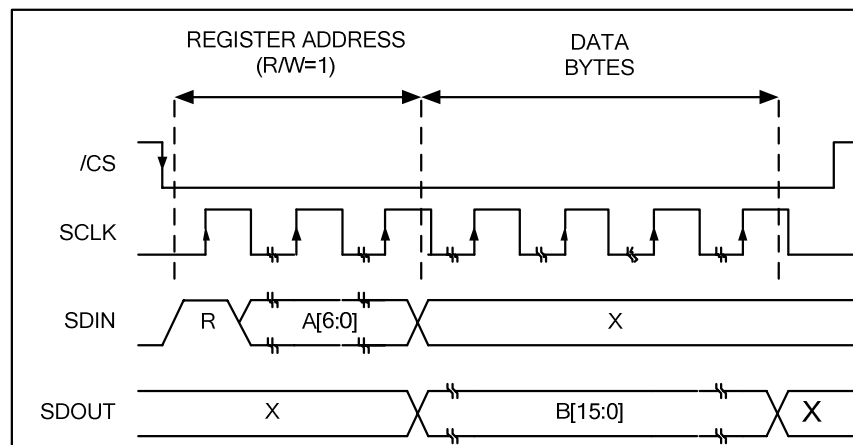 REGISTER ADDRESS
(R/W=1)
DATA
BYTES
/CS
SCLK
SDIN
R
A[6:0]
X
SDOUT
X
B[15:0]
X